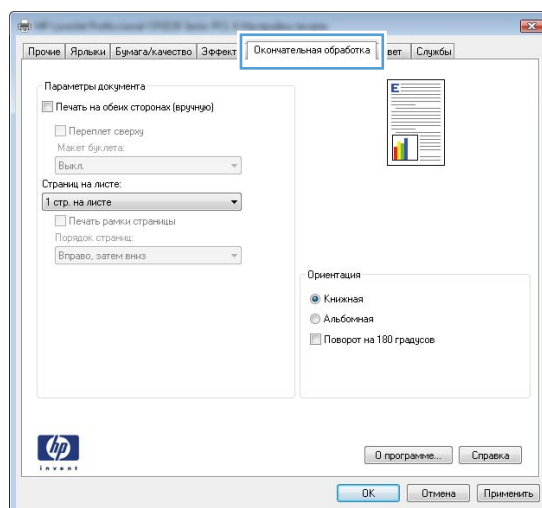 Прочие Ярлыки Бумага/качество Эффект Окончательная обработка вет Службы
Параметры документа
Печать на обеих сторонах (вручную)
Переплет сверху
Макет буклета:
Выкл.
Страниц на листе:
1 стр. на листе
Печать рамки страницы
Порядок страниц:
Вправо, затем вниз
E
Ориентация
Книжная
Альбомная
Поворот на 180 градусов
hp
invent
О программе... Справка
OK Отмена Применить